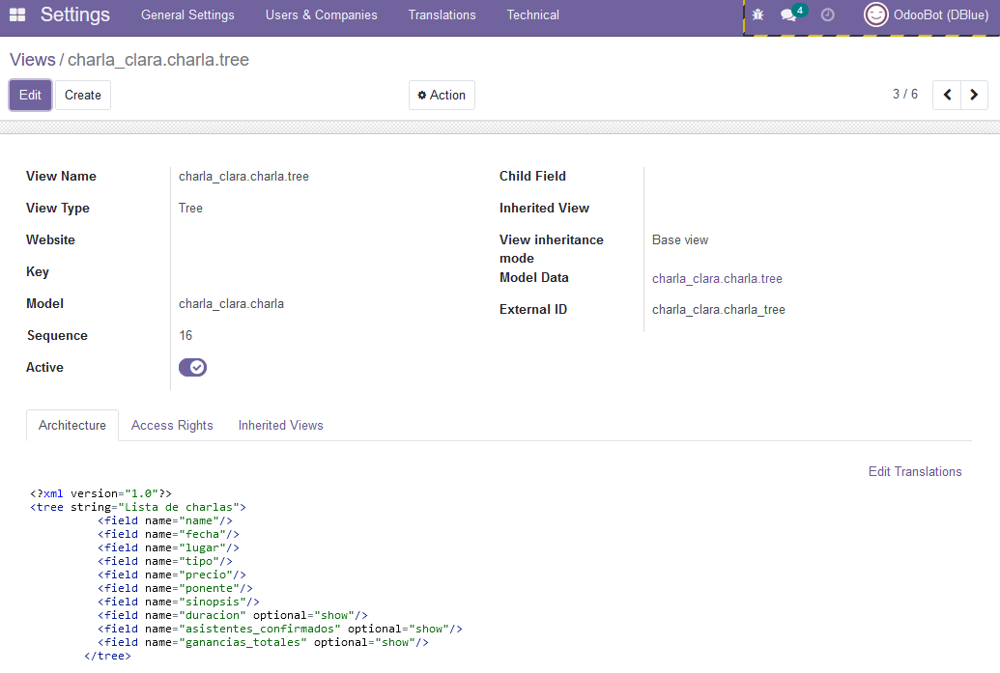 Settings General Settings Users & Companies Translations Technical 4 OdooBot (DBlue)
Views / charla_clara.charla.tree
Edit Create Action 3 / 6
View Name charla_clara.charla.tree Child Field
View Type Tree Inherited View
Website View inheritance mode Base view
Key Model Data charla_clara.charla.tree
Model charla_clara.charla External ID charla_clara.charla_tree
Sequence 16
Active
Architecture Access Rights Inherited Views
Edit Translations
<?xml version="1.0"?>
<tree string="Lista de charlas">
<field name="name"/>
<field name="fecha"/>
<field name="lugar"/>
<field name="tipo"/>
<field name="precio"/>
<field name="ponente"/>
<field name="sinopsis"/>
<field name="duracion" optional="show"/>
<field name="asistentes_confirmados" optional="show"/>
<field name="ganancias_totales" optional="show"/>
</tree>